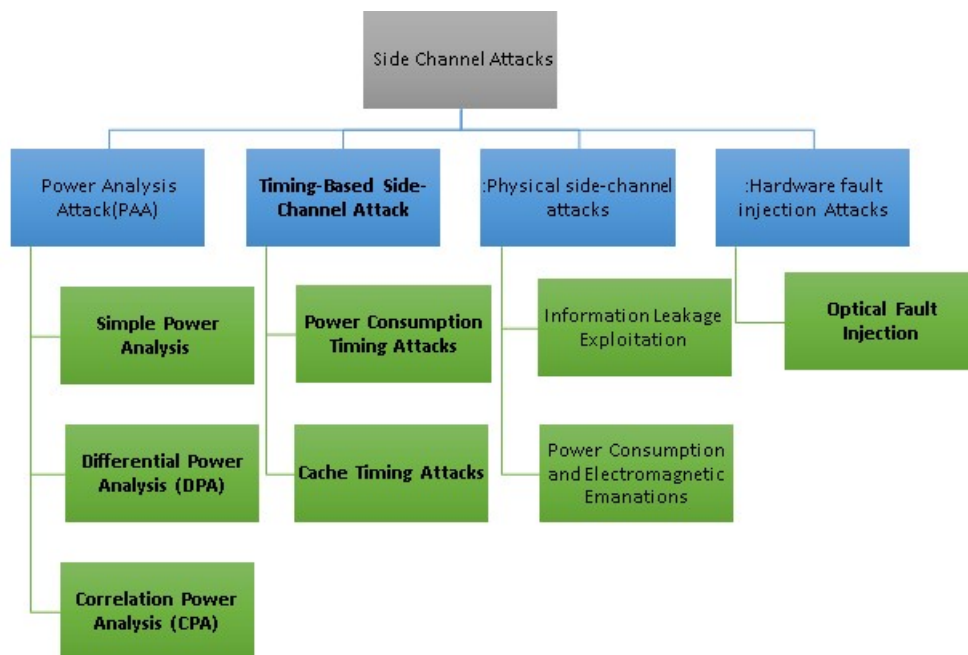 Side Channel Attacks
Power Analysis
Attack(PAA)
Timing-Based Side-
Channel Attack
:Physical side-channel
attacks
:Hardware fault
injection Attacks
Simple Power
Analysis
Differential Power
Analysis (DPA)
Correlation Power
Analysis (CPA)
Power Consumption
Timing Attacks
Cache Timing Attacks
Information Leakage
Exploitation
Power Consumption
and Electromagnetic
Emanations
Optical Fault
Injection